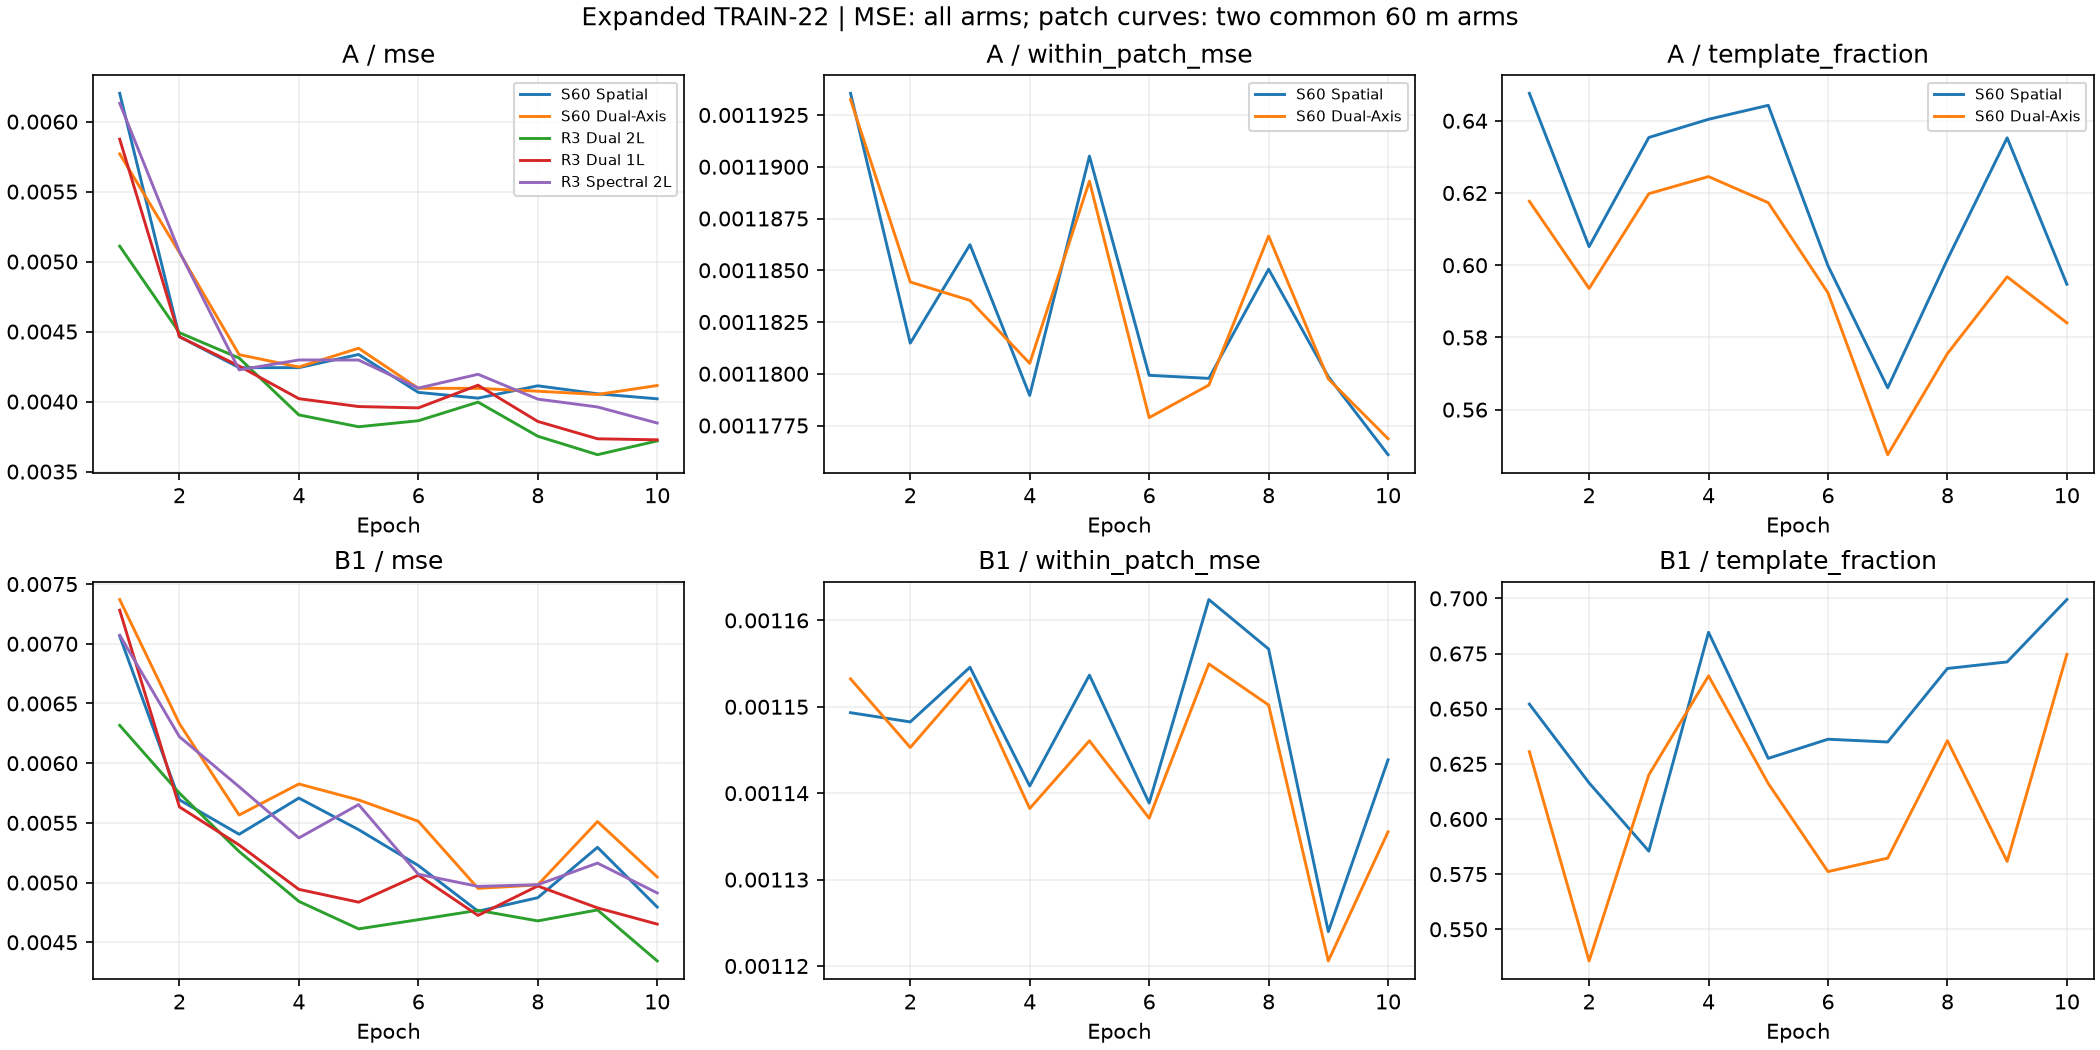 Expanded TRAIN-22 | MSE: all arms; patch curves: two common 60 m arms
A / mse
0.0060
0.0055
0.0050
0.0045
0.0040
0.0035
2 4 6 8 10
Epoch
S60 Spatial
S60 Dual-Axis
R3 Dual 2L
R3 Dual 1L
R3 Spectral 2L
A / within_patch_mse
0.0011925
0.0011900
0.0011875
0.0011850
0.0011825
0.0011800
0.0011775
2 4 6 8 10
Epoch
S60 Spatial
S60 Dual-Axis
A / template_fraction
0.64
0.62
0.60
0.58
0.56
2 4 6 8 10
Epoch
S60 Spatial
S60 Dual-Axis
B1 / mse
0.0075
0.0070
0.0065
0.0060
0.0055
0.0050
0.0045
2 4 6 8 10
Epoch
B1 / within_patch_mse
0.00116
0.00115
0.00114
0.00113
0.00112
2 4 6 8 10
Epoch
B1 / template_fraction
0.700
0.675
0.650
0.625
0.600
0.575
0.550
2 4 6 8 10
Epoch